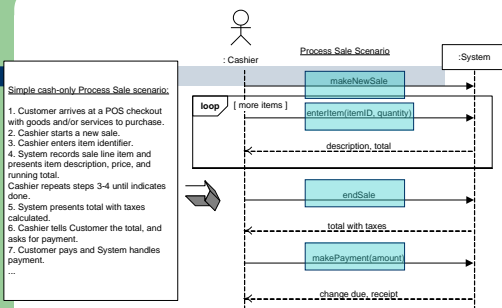 Process Sale Scenario
: Cashier
:System
Simple cash-only Process Sale scenario:
1. Customer arrives at a POS checkout
with goods and/or services to purchase.
2. Cashier starts a new sale.
3. Cashier enters item identifier.
4. System records sale line item and
presents item description, price, and
running total.
Cashier repeats steps 3-4 until indicates
done.
5. System presents total with taxes
calculated.
6. Cashier tells Customer the total, and
asks for payment.
7. Customer pays and System handles
payment.
...
makeNewSale
loop
[ more items ]
enterItem(itemID, quantity)
description, total
endSale
total with taxes
makePayment(amount)
change due, receipt